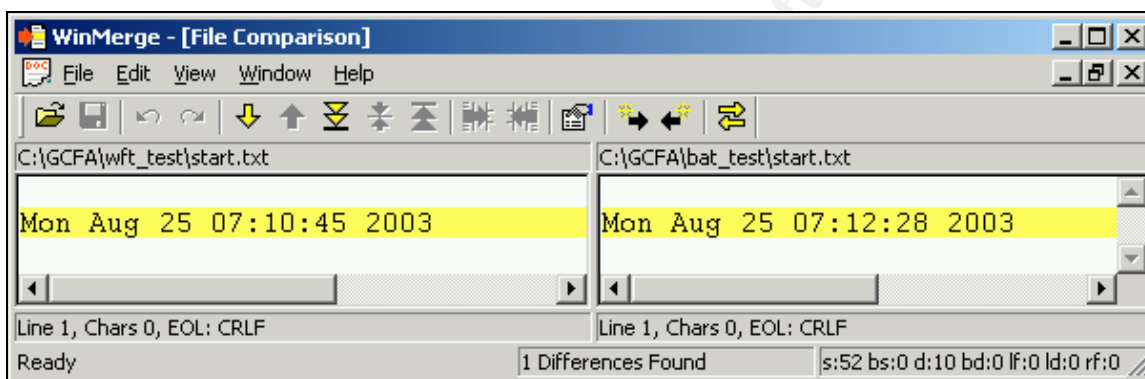 WinMerge - [File Comparison]
File Edit View Window Help
C:\GCFA\wft_test\start.txt
C:\GCFA\bat_test\start.txt
Mon Aug 25 07:10:45 2003
Mon Aug 25 07:12:28 2003
Line 1, Chars 0, EOL: CRLF
Line 1, Chars 0, EOL: CRLF
Ready
1 Differences Found
s:52 bs:0 d:10 bd:0 lf:0 ld:0 rf:0